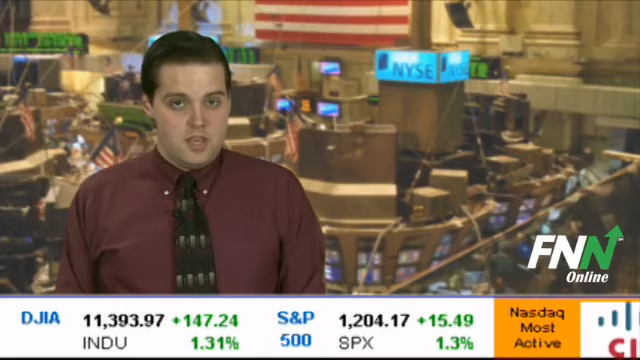 NYSE
FNN
Online
DJIA 11,393.97 +147.24 S&P 1,204.17 +15.49 Nasdaq
INDU 1.31% 500 SPX 1.3% Most
Active
CI